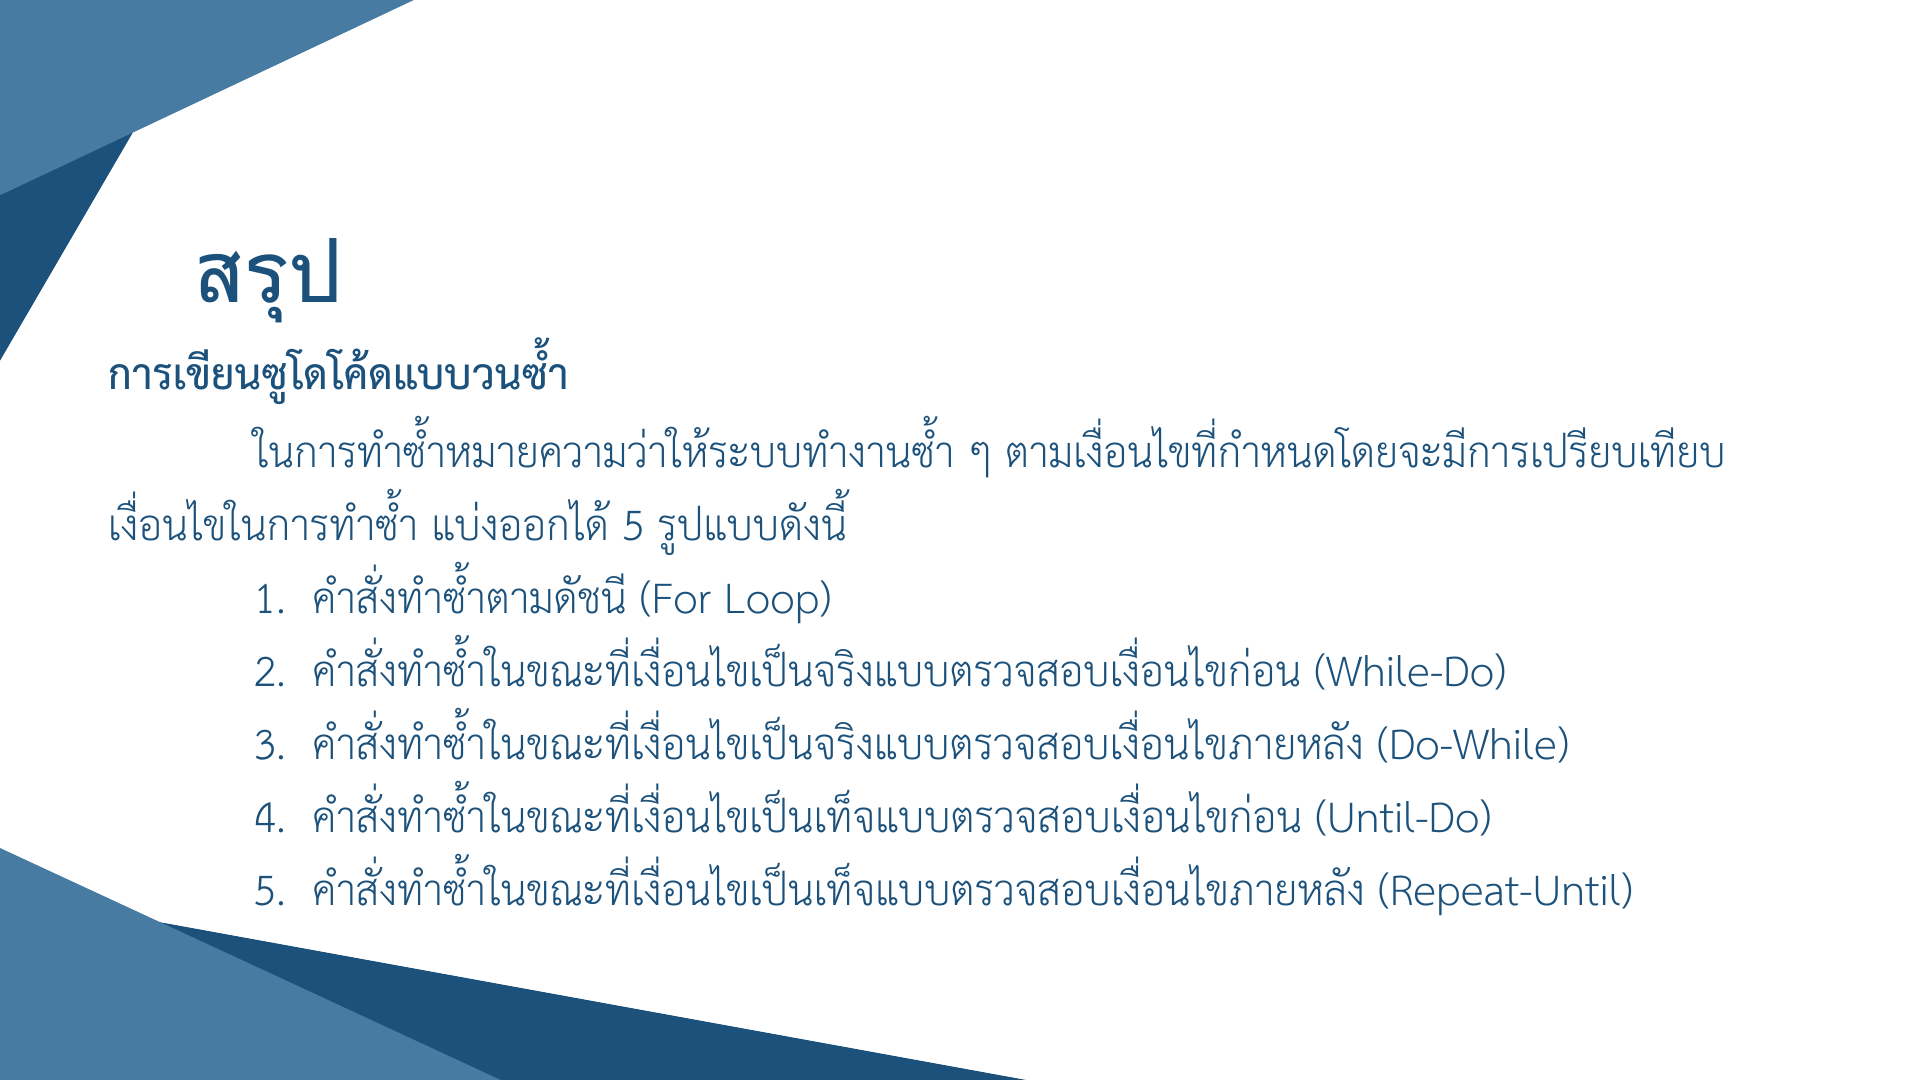 สรุป
การเขียนซูโดโค้ดแบบวนซ้ำ
ในการทำซ้ำหมายความว่าให้ระบบทำงานซ้ำ ๆ ตามเงื่อนไขที่กำหนดโดยจะมีการเปรียบเทียบ
เงื่อนไขในการทำซ้ำ แบ่งออกได้ 5 รูปแบบดังนี้
1. คำสั่งทำซ้ำตามดัชนี (For Loop)
2. คำสั่งทำซ้ำในขณะที่เงื่อนไขเป็นจริงแบบตรวจสอบเงื่อนไขก่อน (While-Do)
3. คำสั่งทำซ้ำในขณะที่เงื่อนไขเป็นจริงแบบตรวจสอบเงื่อนไขภายหลัง (Do-While)
4. คำสั่งทำซ้ำในขณะที่เงื่อนไขเป็นเท็จแบบตรวจสอบเงื่อนไขก่อน (Until-Do)
5. คำสั่งทำซ้ำในขณะที่เงื่อนไขเป็นเท็จแบบตรวจสอบเงื่อนไขภายหลัง (Repeat-Until)